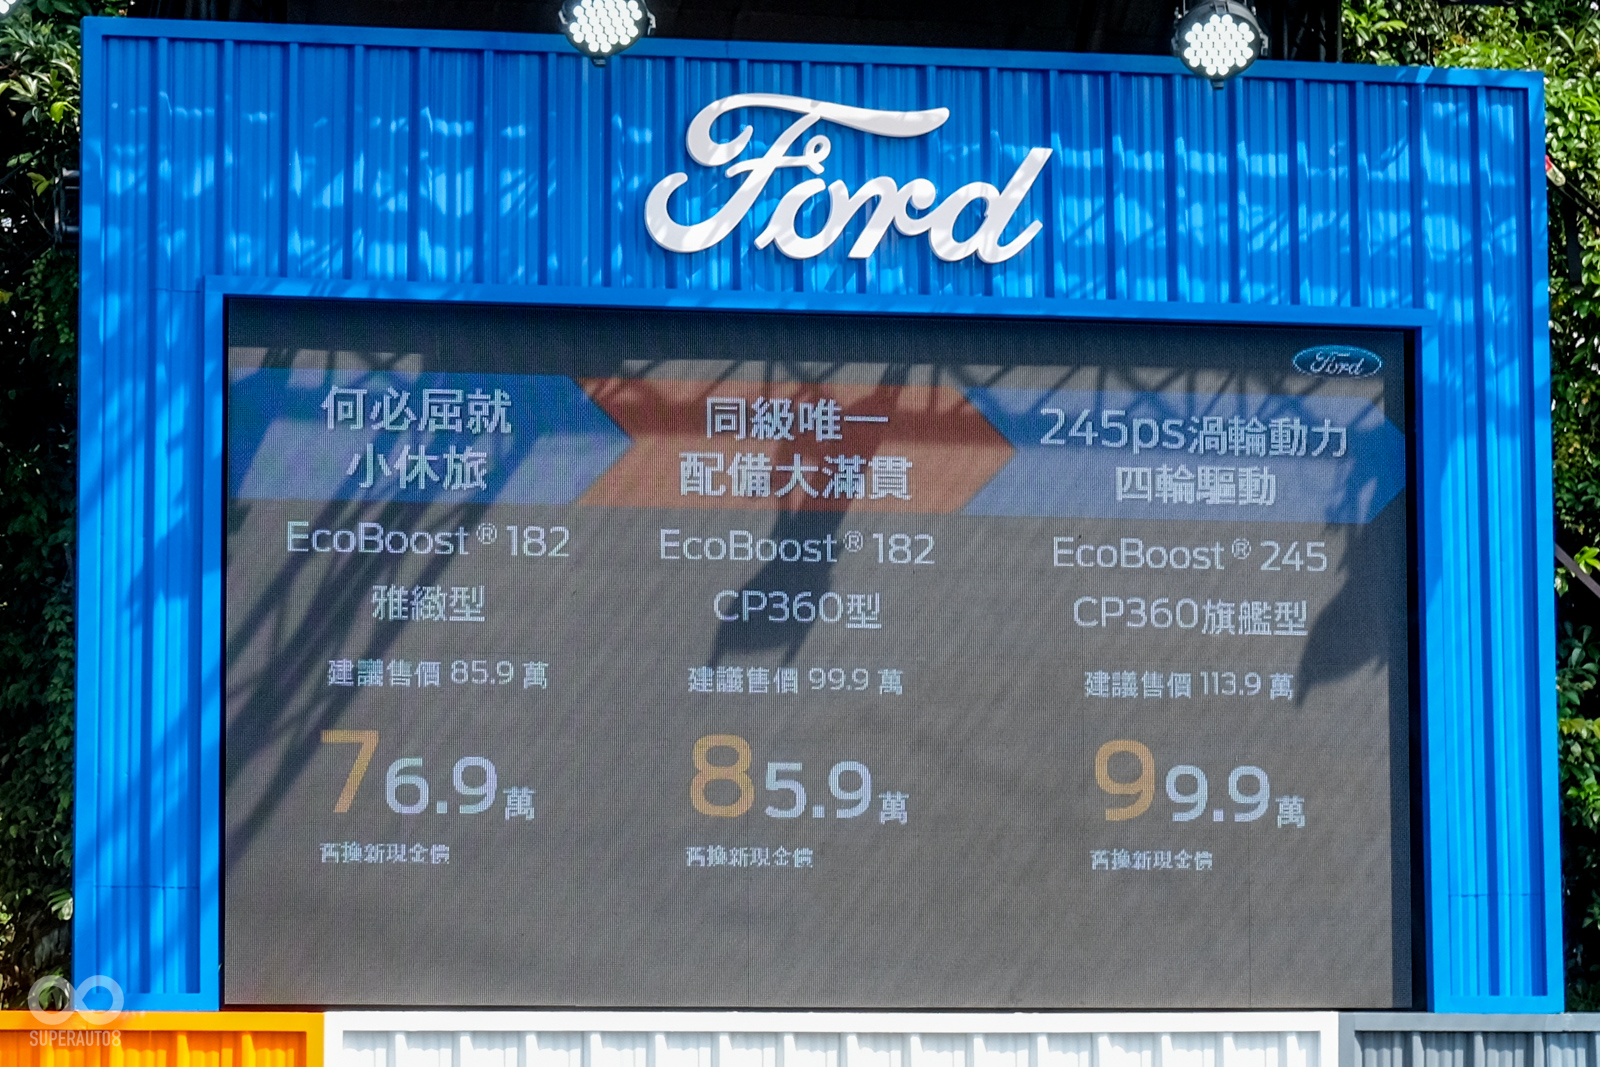 Ford
Ford
何必屈就
小休旅
同級唯一
配備大滿貫
245ps渦輪動力
四輪驅動
EcoBoost® 182
雅緻型
建議售價 85.9 萬
76.9萬
舊換新現金價
EcoBoost® 182
CP360型
建議售價 99.9 萬
85.9萬
舊換新現金價
EcoBoost® 245
CP360旗艦型
建議售價 113.9 萬
99.9萬
舊換新現金價
SUPERAUTO8